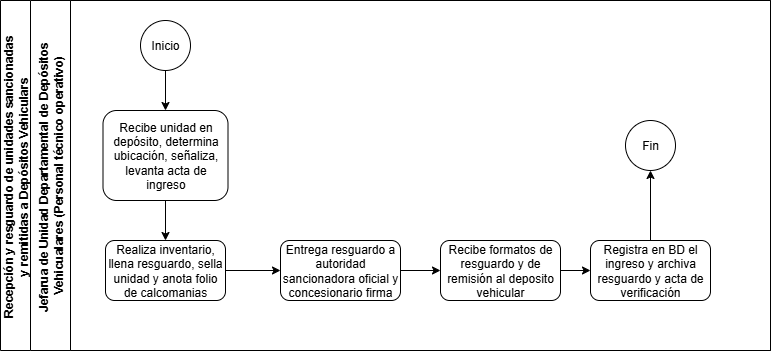 Recepción y resguardo de unidades sancionadas
y remitidas a Depósitos Vehiculars
Jefarua de Unidad Departamental de Depósitos
Vehicualares (Personal técnico operativo)
Inicio
Recibe unidad en
depósito, determina
ubicación, señaliza,
levanta acta de
ingreso
Realiza inventario,
llena resguardo, sella
unidad y anota folio
de calcomanias
Entrega resguardo a
autoridad
sancionadora oficial y
concesionario firma
Recibe formatos de
resguardo y de
remisión al deposito
vehicular
Registra en BD el
ingreso y archiva
resguardo y acta de
verificación
Fin